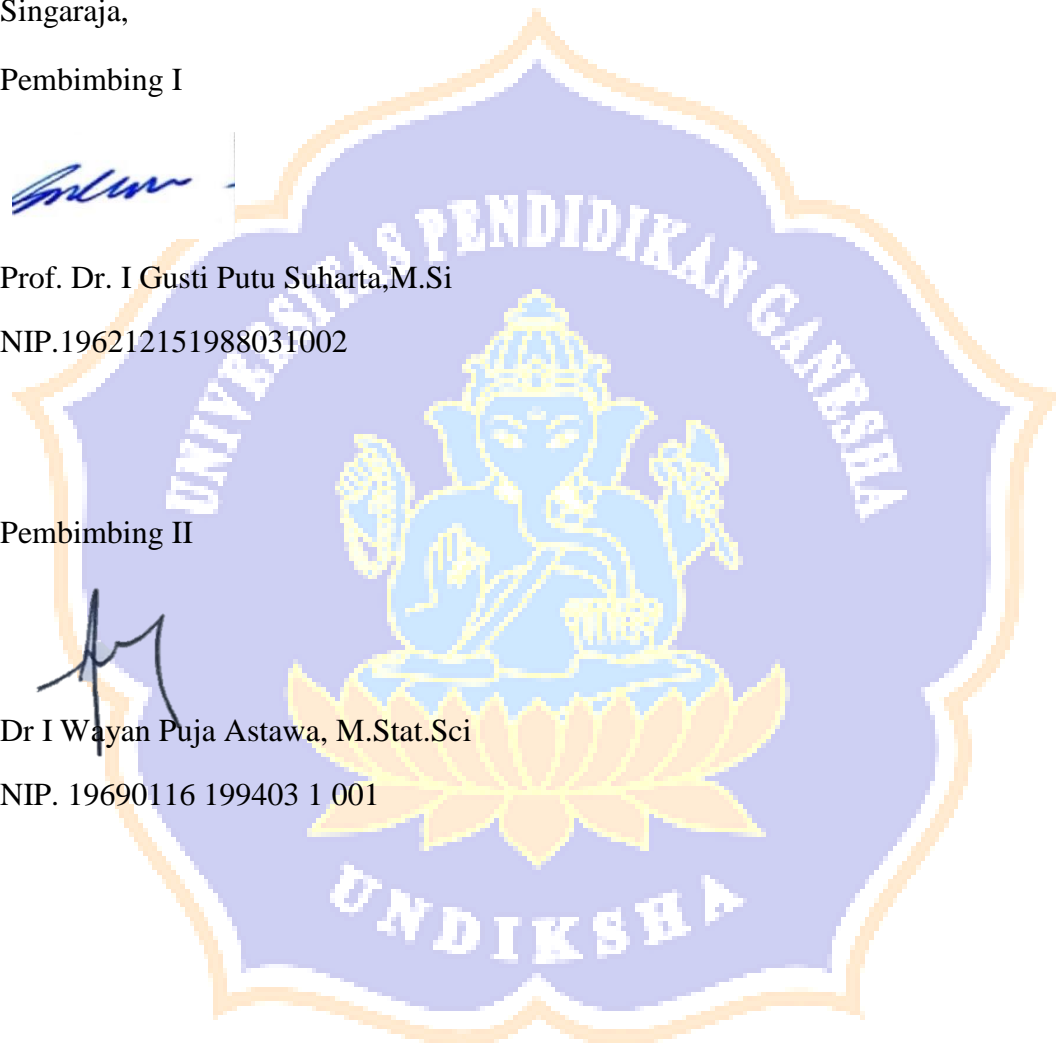 Singaraja,
Pembimbing I
Prof. Dr. I Gusti Putu Suharta,M.Si
NIP.196212151988031002
Pembimbing II
Dr I Wayan Puja Astawa, M.Stat.Sci
NIP. 19690116 199403 1 001
UNIVERSITAS PENDIDIKAN GANESHA
UNDIKSHA